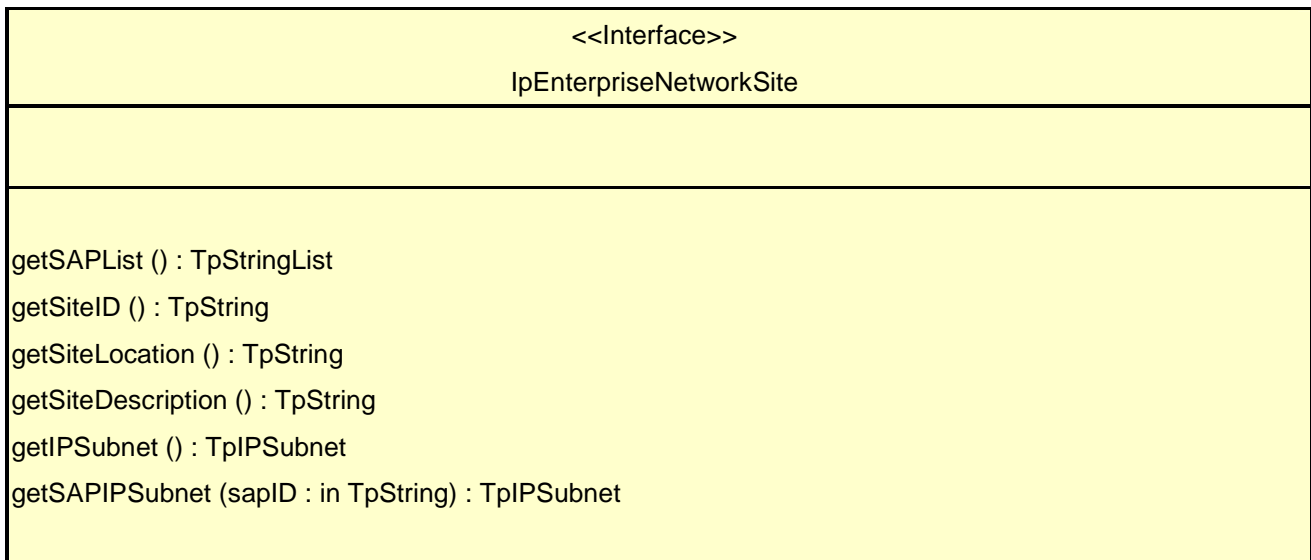 <<Interface>>
IpEnterpriseNetworkSite
getSAPList () : TpStringList
getSiteID () : TpString
getSiteLocation () : TpString
getSiteDescription () : TpString
getIPSubnet () : TpIPSubnet
getSAPIPSubnet (sapID : in TpString) : TpIPSubnet